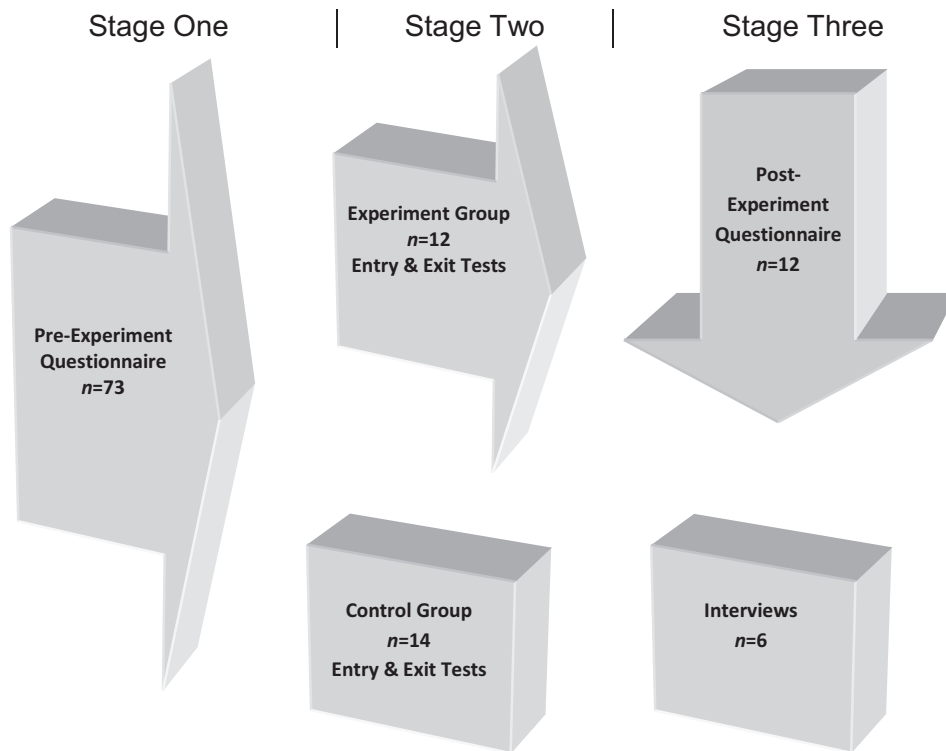 Stage One | Stage Two | Stage Three
Pre-Experiment
Questionnaire
n=73
Experiment Group
n=12
Entry & Exit Tests
Control Group
n=14
Entry & Exit Tests
Post-
Experiment
Questionnaire
n=12
Interviews
n=6